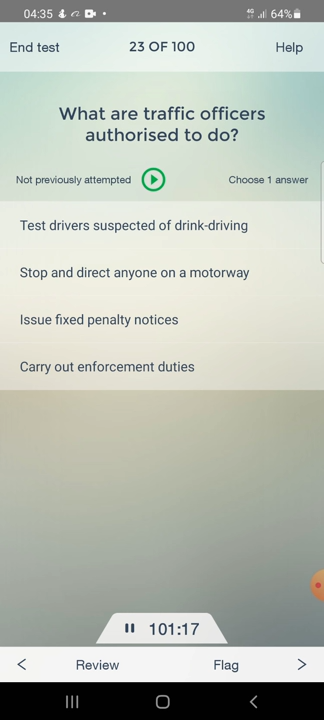 04:35
4G 64%
End test 23 OF 100 Help
What are traffic officers
authorised to do?
Not previously attempted Choose 1 answer
Test drivers suspected of drink-driving
Stop and direct anyone on a motorway
Issue fixed penalty notices
Carry out enforcement duties
101:17
< Review Flag >